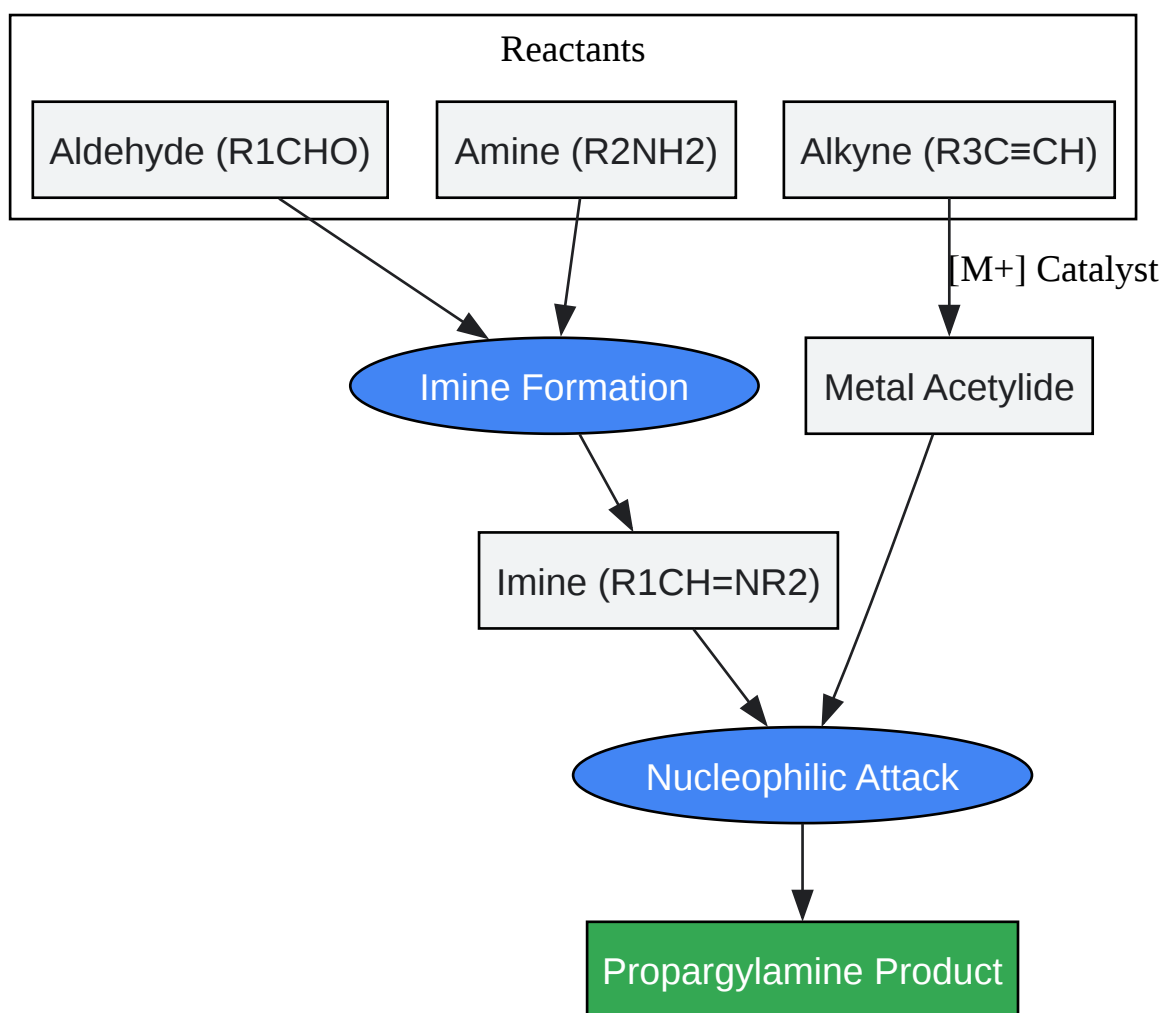 Reactants
Aldehyde (R1CHO)
Amine (R2NH2)
Alkyne (R3C≡CH)
[M+] Catalyst
Imine Formation
Metal Acetylide
Imine (R1CH=NR2)
Nucleophilic Attack
Propargylamine Product